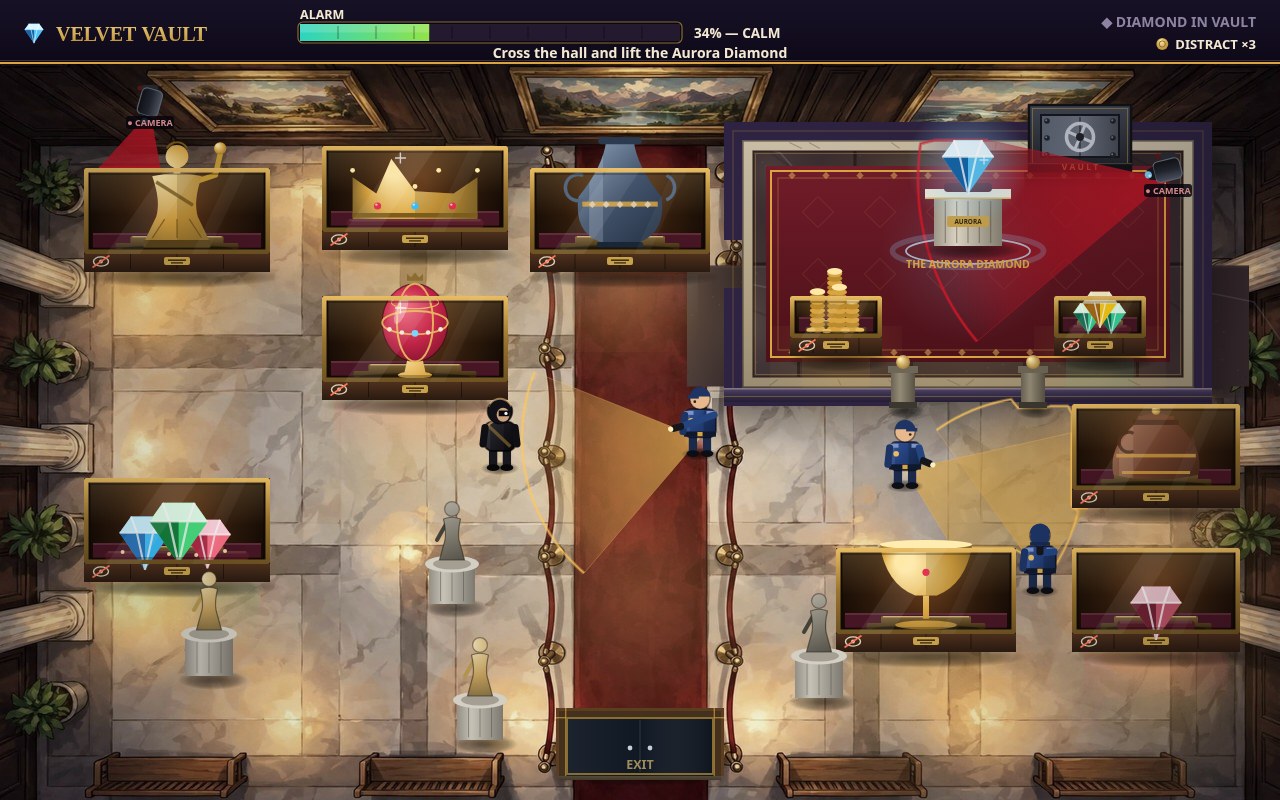 VELVET VAULT
ALARM
34% — CALM
Cross the hall and lift the Aurora Diamond
◆ DIAMOND IN VAULT
DISTRACT ×3
CAMERA
VAULT
CAMERA
AURORA
THE AURORA DIAMOND
EXIT